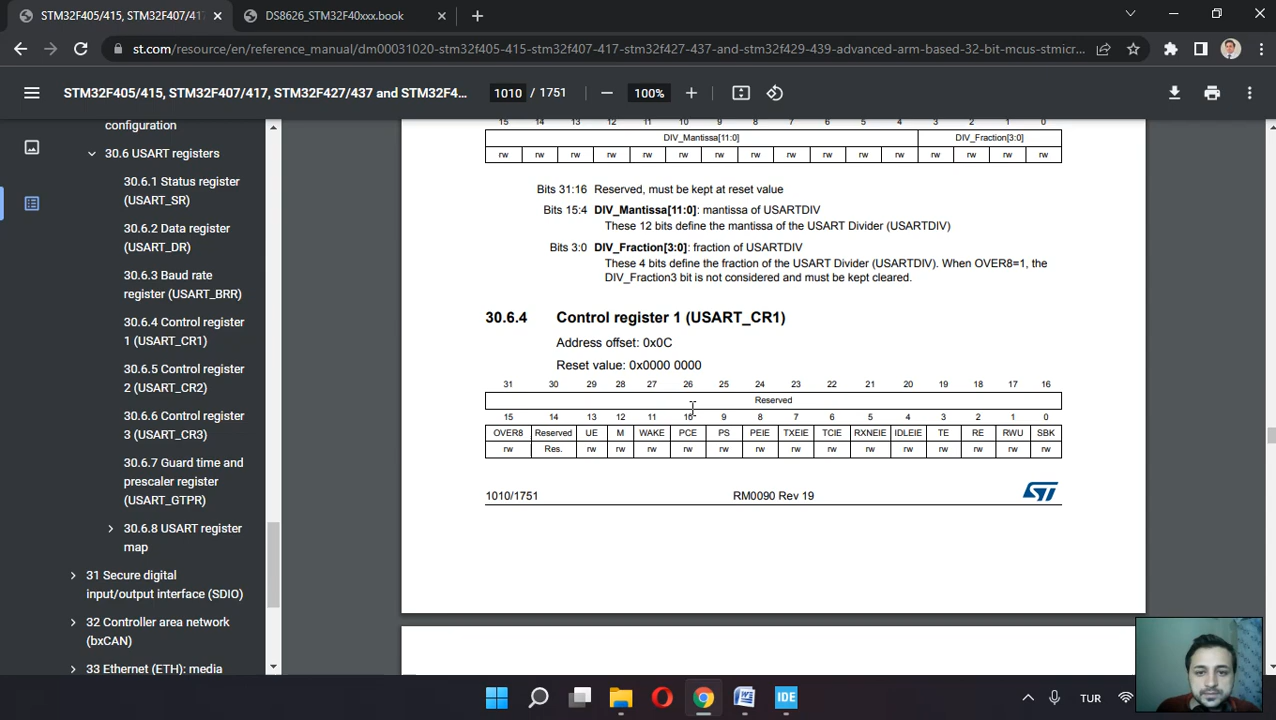 STM32F405/415, STM32F407/417
DS8626_STM32F40xxx.book
st.com/resource/en/reference_manual/dm00031020-stm32f405-415-stm32f407-417-stm32f427-437-and-stm32f429-439-advanced-arm-based-32-bit-mcus-stmicr...
STM32F405/415, STM32F407/417, STM32F427/437 and STM32F4...
1010 / 1751
100%
configuration
30.6 USART registers
30.6.1 Status register
(USART_SR)
30.6.2 Data register
(USART_DR)
30.6.3 Baud rate
register (USART_BRR)
30.6.4 Control register
1 (USART_CR1)
30.6.5 Control register
2 (USART_CR2)
30.6.6 Control register
3 (USART_CR3)
30.6.7 Guard time and
prescaler register
(USART_GTPR)
30.6.8 USART register
map
31 Secure digital
input/output interface (SDIO)
32 Controller area network
(bxCAN)
33 Ethernet (ETH): media
15 14 13 12 11 10 9 8 7 6 5 4 3 2 1 0
DIV_Mantissa[11:0] DIV_Fraction[3:0]
rw rw rw rw rw rw rw rw rw rw rw rw rw rw rw rw
Bits 31:16 Reserved, must be kept at reset value
Bits 15:4 DIV_Mantissa[11:0]: mantissa of USARTDIV
These 12 bits define the mantissa of the USART Divider (USARTDIV)
Bits 3:0 DIV_Fraction[3:0]: fraction of USARTDIV
These 4 bits define the fraction of the USART Divider (USARTDIV). When OVER8=1, the
DIV_Fraction3 bit is not considered and must be kept cleared.
30.6.4 Control register 1 (USART_CR1)
Address offset: 0x0C
Reset value: 0x0000 0000
31 30 29 28 27 26 25 24 23 22 21 20 19 18 17 16
Reserved
15 14 13 12 11 10 9 8 7 6 5 4 3 2 1 0
OVER8 Reserved UE M WAKE PCE PS PEIE TXEIE TCIE RXNEIE IDLEIE TE RE RWU SBK
rw Res. rw rw rw rw rw rw rw rw rw rw rw rw rw rw
1010/1751 RM0090 Rev 19 ST
IDE
TUR